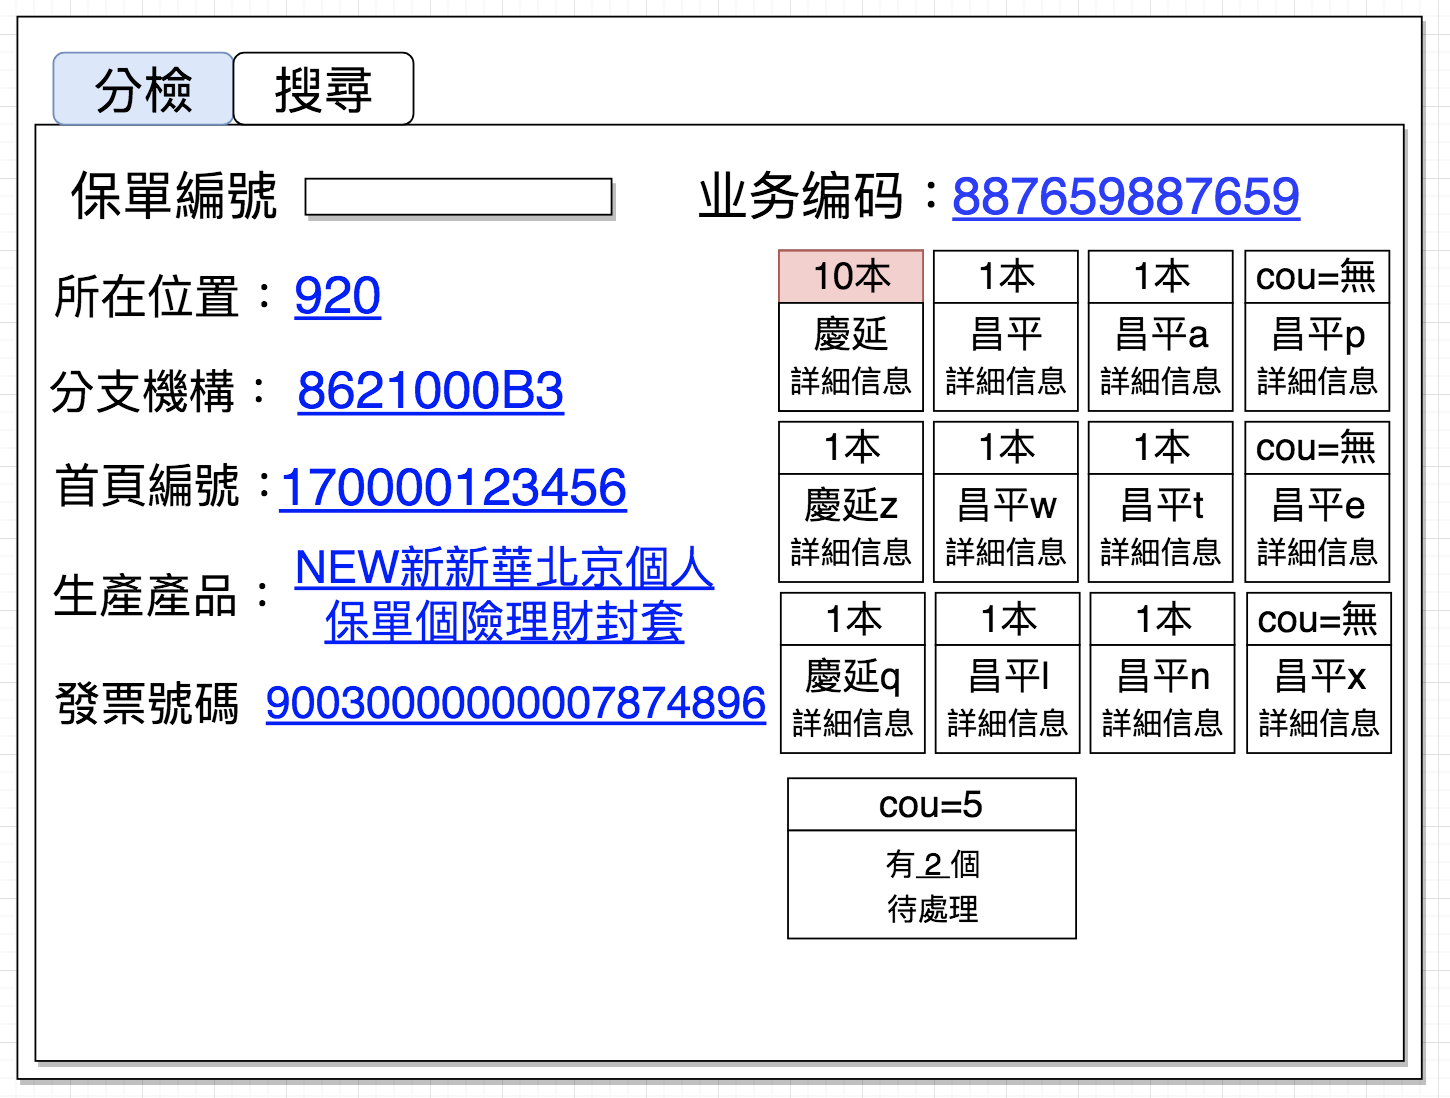 分檢
搜尋
保單編號
业务编码：887659887659
所在位置： 920
分支機構： 8621000B3
首頁編號：170000123456
生產產品： NEW新新華北京個人
保單個險理財封套
發票號碼 90030000000007874896
10本
1本
1本
cou=無
慶延
昌平
昌平a
昌平p
詳細信息
詳細信息
詳細信息
詳細信息
1本
1本
1本
cou=無
慶延z
昌平w
昌平t
昌平e
詳細信息
詳細信息
詳細信息
詳細信息
1本
1本
1本
cou=無
慶延q
昌平l
昌平n
昌平x
詳細信息
詳細信息
詳細信息
詳細信息
cou=5
有 2 個
待處理